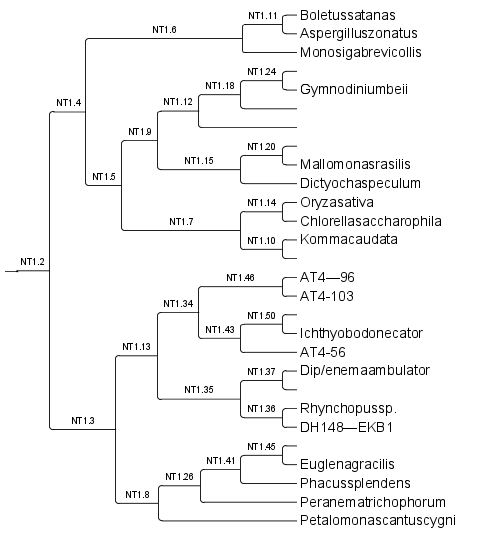 NT1.11
Boletussatanas
NT1.6
Aspergilluszonatus
Monosigabrevicollis
NT1.24
NT1.18
Gymnodiniumbeii
NT1.4
NT1.12
NT1.9
NT1.20
NT1.15
Mallomonasrasilis
NT1.5
Dictyochaspeculum
NT1.14
Oryzasativa
NT1.7
Chlorellasaccharophila
NT1.10
Kommacaudata
NT1.2
NT1.46
AT4—96
AT4-103
NT1.34
NT1.50
NT1.43
Ichthyobodonecator
NT1.13
AT4-56
NT1.37
Dip/enemaambulator
NT1.35
NT1.36
Rhynchopussp.
NT1.3
DH148—EKB1
NT1.45
NT1.41
Euglenagracilis
NT1.26
Phacussplendens
NT1.8
Peranematrichophorum
Petalomonascantuscygni